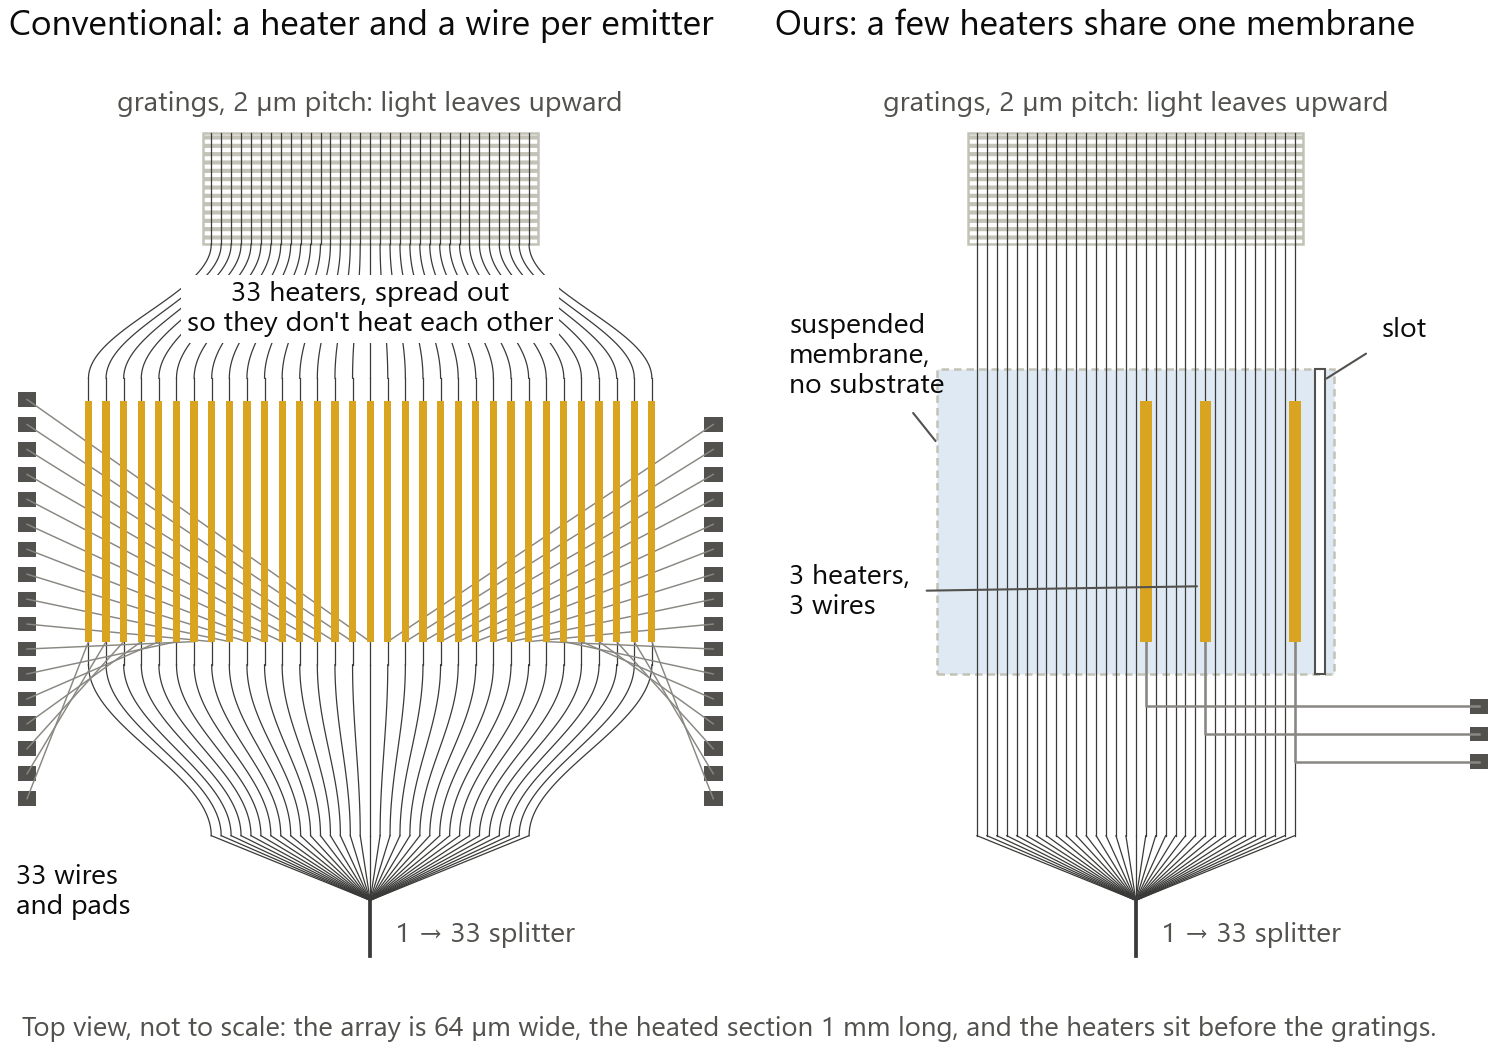 Conventional: a heater and a wire per emitter
gratings, 2 µm pitch: light leaves upward
33 heaters, spread out
so they don't heat each other
33 wires
and pads
1 → 33 splitter
Ours: a few heaters share one membrane
gratings, 2 µm pitch: light leaves upward
suspended
membrane,
no substrate
slot
3 heaters,
3 wires
1 → 33 splitter
Top view, not to scale: the array is 64 µm wide, the heated section 1 mm long, and the heaters sit before the gratings.